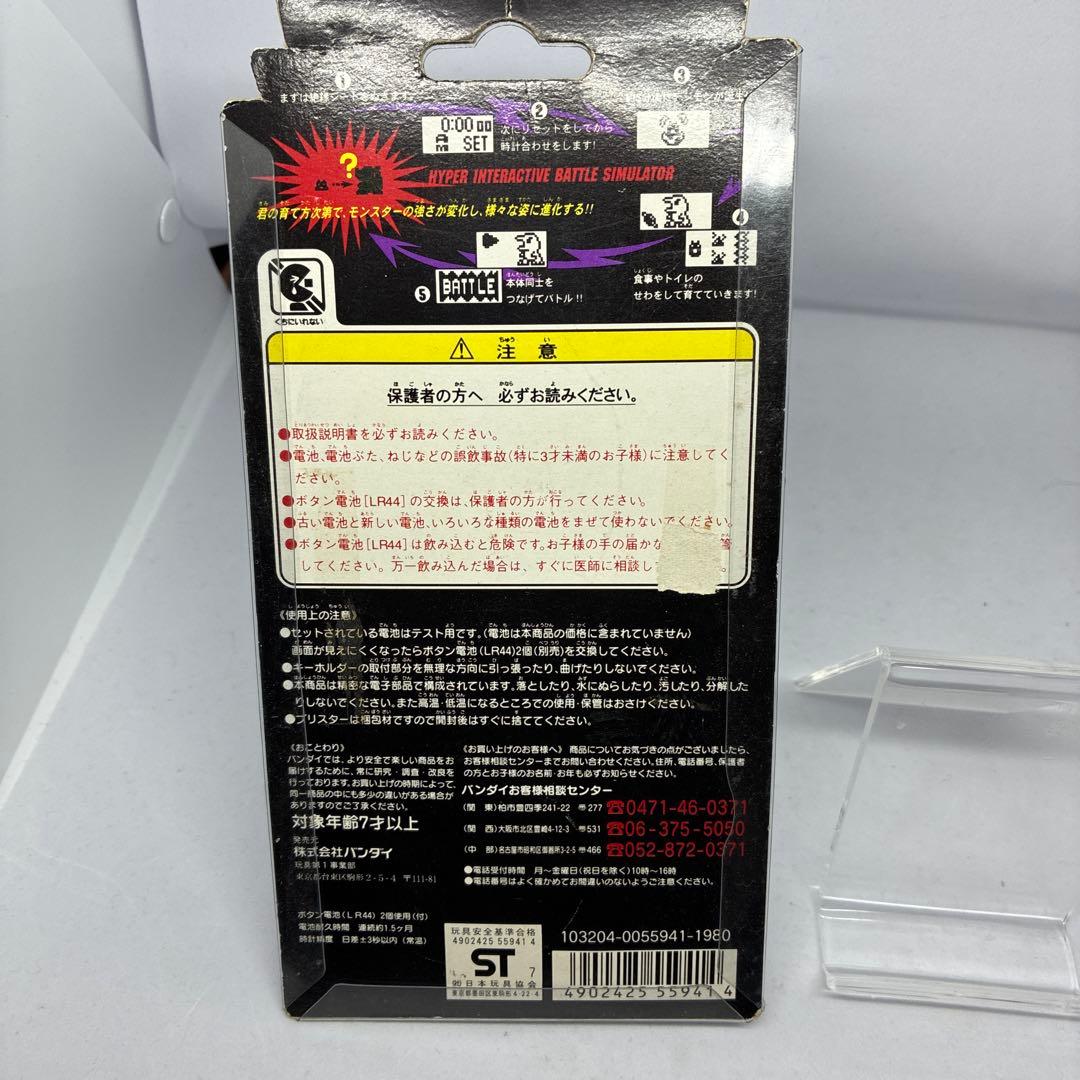 ①
まずは絶縁シートをぬきます。
②
0:00 00
AM SET
次にリセットをしてから
時計合わせをします!
③
HYPER INTERACTIVE BATTLE SIMULATOR
?
君の育て方次第で、モンスターの強さが変化し、様々な姿に進化する!!
④
食事やトイレの
せわをして育てていきます!
⑤
BATTLE
本体同士を
つなげてバトル!!
くちにいれない
⚠ 注意
保護者の方へ 必ずお読みください。
●取扱説明書を必ずお読みください。
●電池、電池ぶた、ねじなどの誤飲事故(特に3才未満のお子様)に注意してく
ださい。
●ボタン電池[LR44]の交換は、保護者の方が行ってください。
●古い電池と新しい電池、いろいろな種類の電池をまぜて使わないでください。
●ボタン電池[LR44]は飲み込むと危険です。お子様の手の届かな
してください。万一飲み込んだ場合は、すぐに医師に相談し
《使用上の注意》
●セットされている電池はテスト用です。(電池は本商品の価格に含まれていません)
画面が見えにくくなったらボタン電池(LR44)2個(別売)を交換してください。
●キーホルダーの取付部分を無理な方向に引っ張ったり、曲げたりしないでください。
●本商品は精密な電子部品で構成されています。落としたり、水にぬらしたり、汚したり、分解した
りしないでください。また高温・低温になるところでの使用・保管はおさけください。
●ブリスターは梱包材ですので開封後はすぐに捨ててください。
《おことわり》
バンダイでは、より安全で楽しい商品をお
届けするために、常に研究・調査・改良を
行っております。お買い上げの時期によって、
同一商品の中にも多少の違いがある場合が
ありますのでご了承ください。
対象年齢7才以上
発売元
株式会社バンダイ
玩具第1事業部
東京都台東区駒形2-5-4 〒111-81
《お買い上げのお客様へ》 商品についてお気づきの点がございましたら、
お客様相談センターまでお問い合わせください。住所、電話番号、保護者
の方とお子様のお名前・お年も必ずお知らせください。
バンダイお客様相談センター
(関 東)柏市豊四季241-22 〒277 ☎0471-46-0371
(関 西)大阪市北区豊崎4-12-3 〒531 ☎06-375-5050
(中 部)名古屋市昭和区御器所3-2-5 〒466 ☎052-872-0371
●電話受付時間 月~金曜日(祝日を除く)10時~16時
●電話番号はよく確かめてお間違いのないようご注意ください。
ボタン電池(LR44)2個使用(付)
電池耐久時間 連続約1.5ヶ月
時計精度 日差±3秒以内(常温)
玩具安全基準合格
4902425 55941 4
ST 7
㈳日本玩具協会
東京都墨田区東駒形4-22-4
103204-0055941-1980
4902425 559414